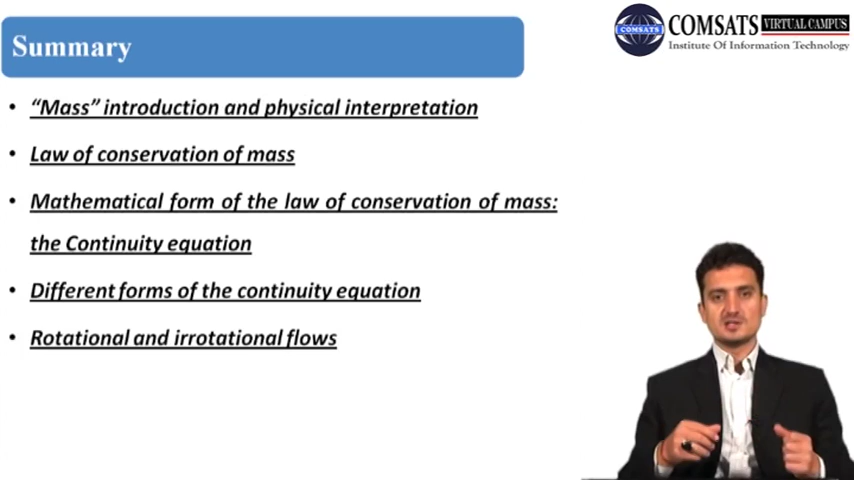 Summary
COMSATS VIRTUAL CAMPUS
COMSATS
Institute Of Information Technology
• “Mass” introduction and physical interpretation
• Law of conservation of mass
• Mathematical form of the law of conservation of mass:
the Continuity equation
• Different forms of the continuity equation
• Rotational and irrotational flows